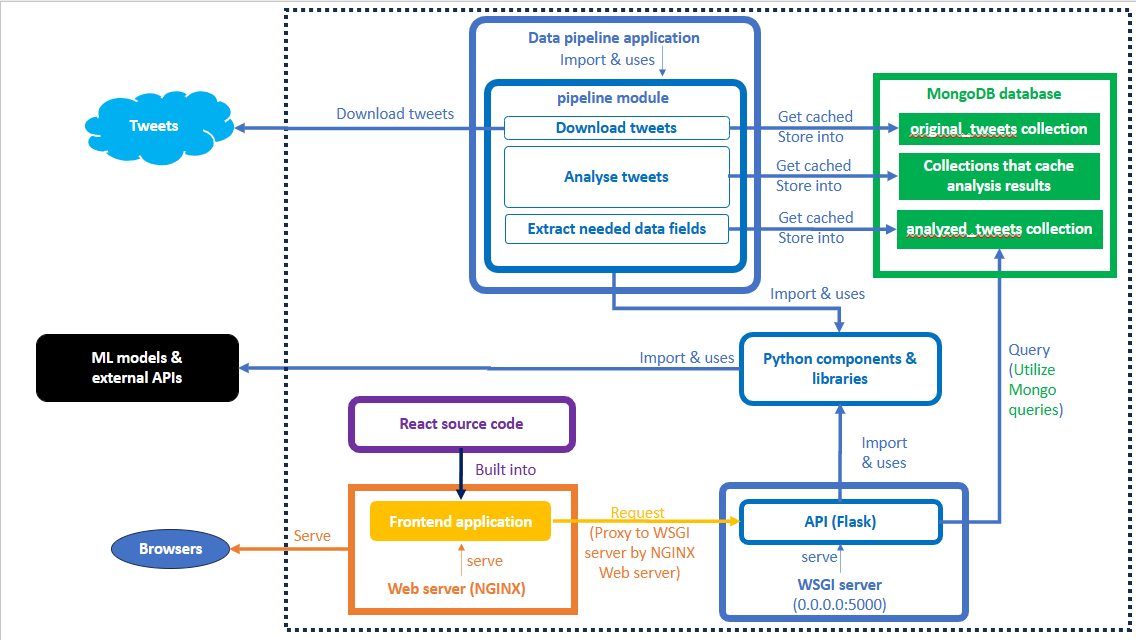 Data pipeline application
Import & uses
pipeline module
MongoDB database
Tweets
Download tweets
Download tweets
Get cached
Store into
original_tweets collection
Analyse tweets
Get cached
Store into
Collections that cache
analysis results
Extract needed data fields
Get cached
Store into
analyzed_tweets collection
Import & uses
ML models &
external APIs
Import & uses
Python components &
libraries
Query
(Utilize
Mongo
queries)
React source code
Built into
Import
& uses
Frontend application
Request
(Proxy to WSGI
server by NGINX
Web server)
API (Flask)
Browsers
Serve
serve
Web server (NGINX)
serve
WSGI server
(0.0.0.0:5000)